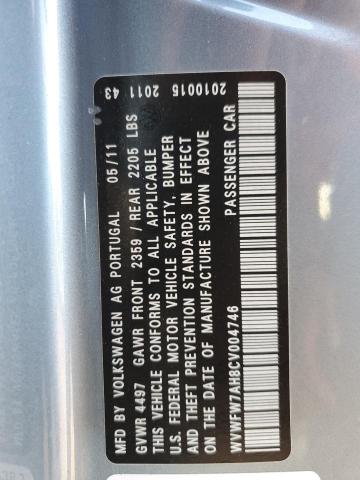 MFD BY VOLKSWAGEN AG PORTUGAL 05/11 2011 43
GVWR 4497 GAWR FRONT 2359 / REAR 2205 LBS 2010015
THIS VEHICLE CONFORMS TO ALL APPLICABLE
U.S. FEDERAL MOTOR VEHICLE SAFETY, BUMPER
AND THEFT PREVENTION STANDARDS IN EFFECT
ON THE DATE OF MANUFACTURE SHOWN ABOVE
WVWFW7AH8CV004746 PASSENGER CAR